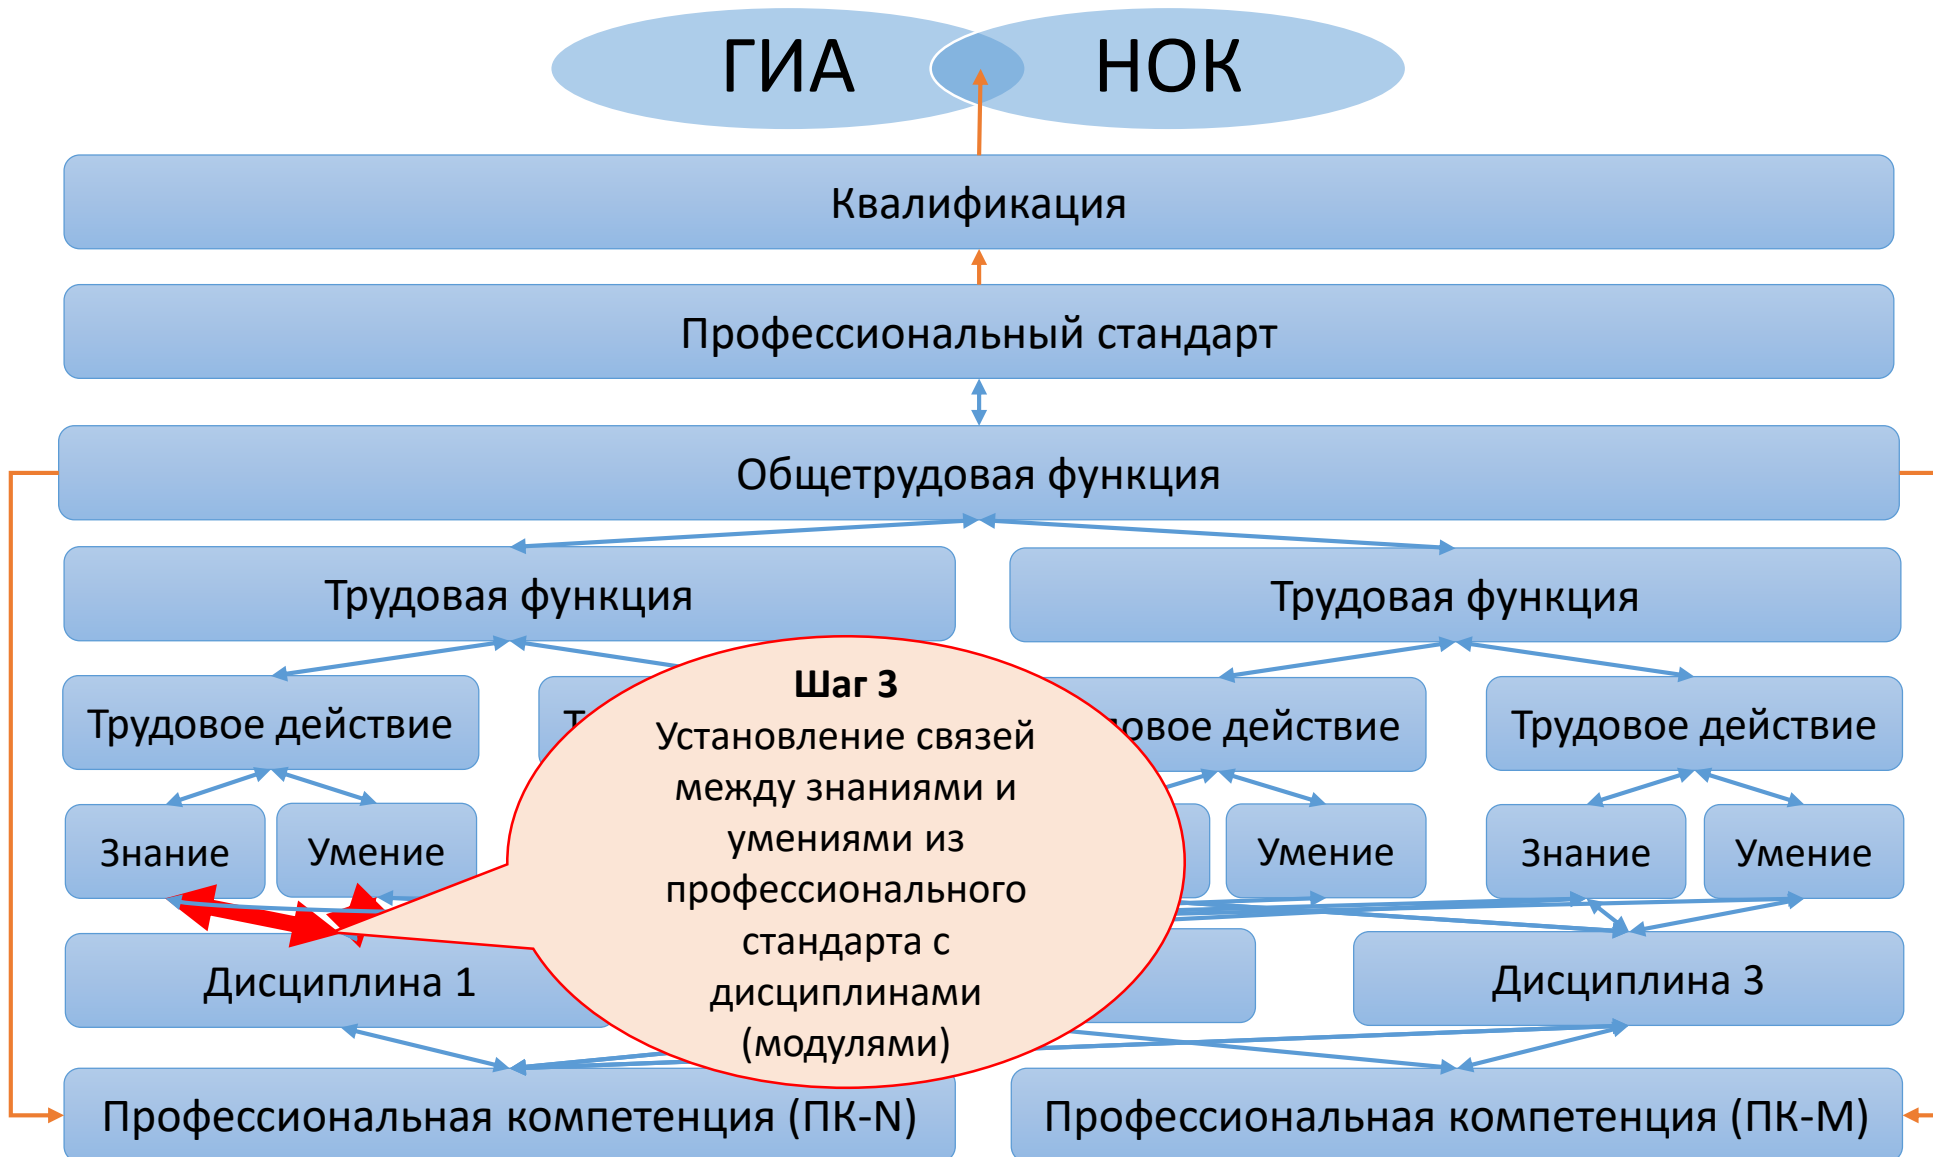 ГИА
НОК
Квалификация
Профессиональный стандарт
Общетрудовая функция
Трудовая функция
Трудовая функция
Трудовое действие
действие
Трудовое действие
Знание
Умение
Умение
Знание
Умение
Шаг 3
Установление связей
между знаниями и
умениями из
профессионального
стандарта с
дисциплинами
(модулями)
Дисциплина 1
Дисциплина 3
Профессиональная компетенция (ПК-N)
Профессиональная компетенция (ПК-М)